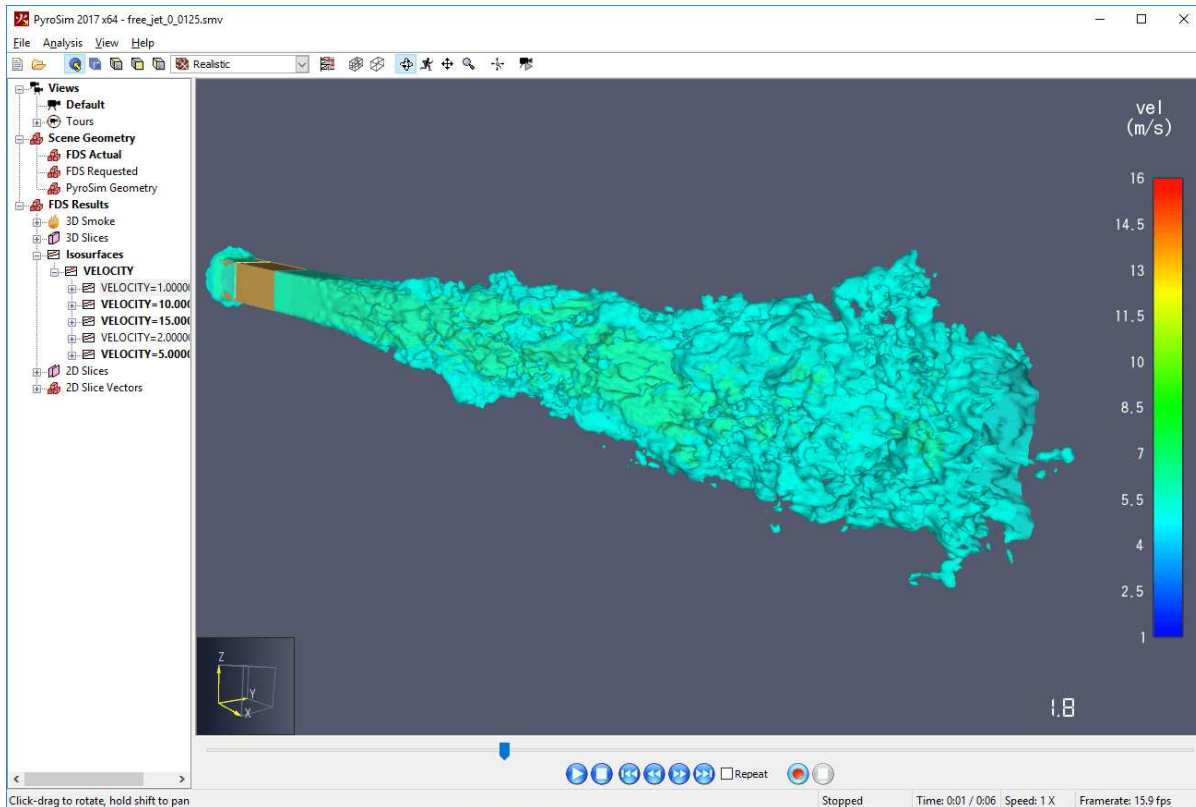 PyroSim 2017 x64 - free_jet_0_0125.smv
File Analysis View Help
Realistic
Views
Default
Tours
Scene Geometry
FDS Actual
FDS Requested
PyroSim Geometry
FDS Results
3D Smoke
3D Slices
Isosurfaces
VELOCITY
VELOCITY=1.0000
VELOCITY=10.000
VELOCITY=15.000
VELOCITY=2.0000
VELOCITY=5.0000
2D Slices
2D Slice Vectors
vel
(m/s)
16
14.5
13
11.5
10
8.5
7
5.5
4
2.5
1
Z
Y
X
1.8
Repeat
Click-drag to rotate, hold shift to pan
Stopped
Time: 0:01 / 0:06
Speed: 1 X
Framerate: 15.9 fps